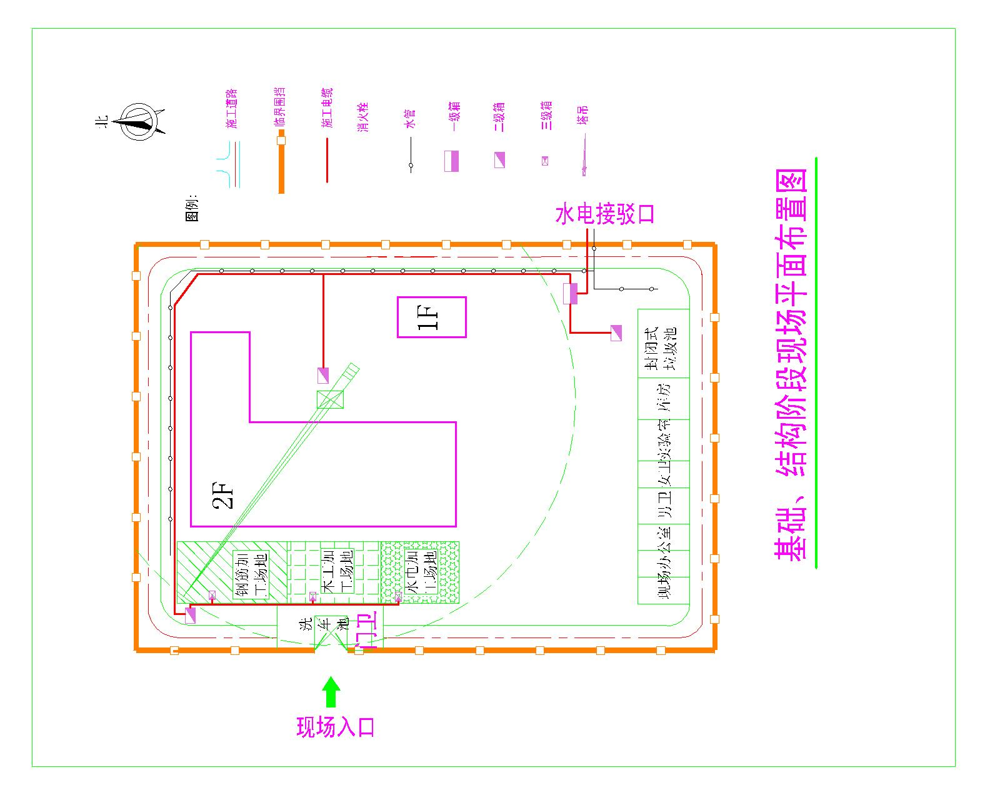 北
图例:
施工道路
临界围挡
施工电缆
消火栓
水管
一级箱
二级箱
三级箱
塔吊
水电接驳口
1F
2F
封闭式
垃圾池
库房
实验室
女卫
男卫
现场办公室
钢筋加
工场地
木工加
工场地
水电加
工场地
洗车池
门卫
现场入口
基础、结构阶段现场平面布置图